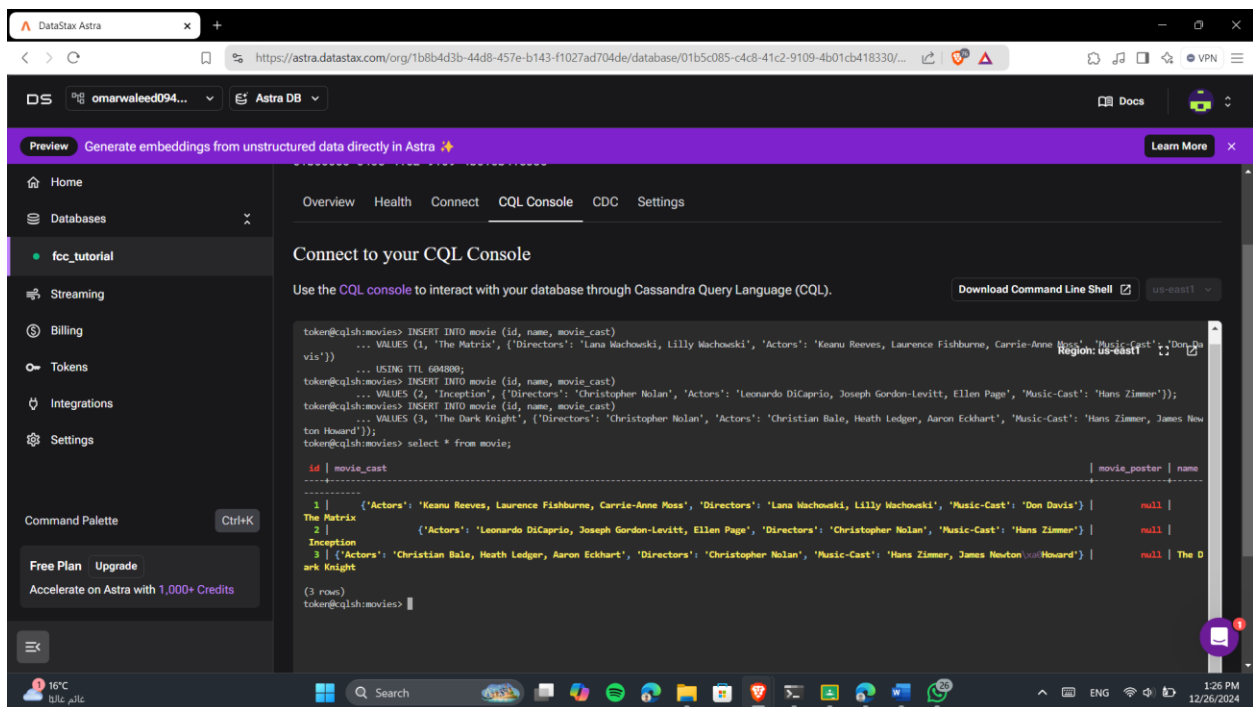 DataStax Astra
https://astra.datastax.com/org/1b8b4d3b-44d8-457e-b143-f1027ad704de/database/01b5c085-c4c8-41c2-9109-4b01cb418330/...
VPN
DS omarwaleed094... Astra DB
Docs
Preview Generate embeddings from unstructured data directly in Astra ✨ Learn More
Home
Databases
fcc_tutorial
Streaming
Billing
Tokens
Integrations
Settings
Command Palette Ctrl+K
Free Plan Upgrade
Accelerate on Astra with 1,000+ Credits
Overview Health Connect CQL Console CDC Settings
Connect to your CQL Console
Use the CQL console to interact with your database through Cassandra Query Language (CQL).
Download Command Line Shell us-east1
Region: us-east1
token@cqlsh:movies> INSERT INTO movie (id, name, movie_cast)
... VALUES (1, 'The Matrix', {'Directors': 'Lana Wachowski, Lilly Wachowski', 'Actors': 'Keanu Reeves, Laurence Fishburne, Carrie-Anne Moss', 'Music-Cast': 'Don Da
vis'})
... USING TTL 604800;
token@cqlsh:movies> INSERT INTO movie (id, name, movie_cast)
... VALUES (2, 'Inception', {'Directors': 'Christopher Nolan', 'Actors': 'Leonardo DiCaprio, Joseph Gordon-Levitt, Ellen Page', 'Music-Cast': 'Hans Zimmer'});
token@cqlsh:movies> INSERT INTO movie (id, name, movie_cast)
... VALUES (3, 'The Dark Knight', {'Directors': 'Christopher Nolan', 'Actors': 'Christian Bale, Heath Ledger, Aaron Eckhart', 'Music-Cast': 'Hans Zimmer, James New
ton Howard'});
token@cqlsh:movies> select * from movie;
id | movie_cast | movie_poster | name
1 | {'Actors': 'Keanu Reeves, Laurence Fishburne, Carrie-Anne Moss', 'Directors': 'Lana Wachowski, Lilly Wachowski', 'Music-Cast': 'Don Davis'} | null |
The Matrix
2 | {'Actors': 'Leonardo DiCaprio, Joseph Gordon-Levitt, Ellen Page', 'Directors': 'Christopher Nolan', 'Music-Cast': 'Hans Zimmer'} | null |
Inception
3 | {'Actors': 'Christian Bale, Heath Ledger, Aaron Eckhart', 'Directors': 'Christopher Nolan', 'Music-Cast': 'Hans Zimmer, James Newton\xa0Howard'} | null | The D
ark Knight
(3 rows)
token@cqlsh:movies>
1
1 16°C
غائم غالبًا
Search
26
ENG
1:26 PM
12/26/2024